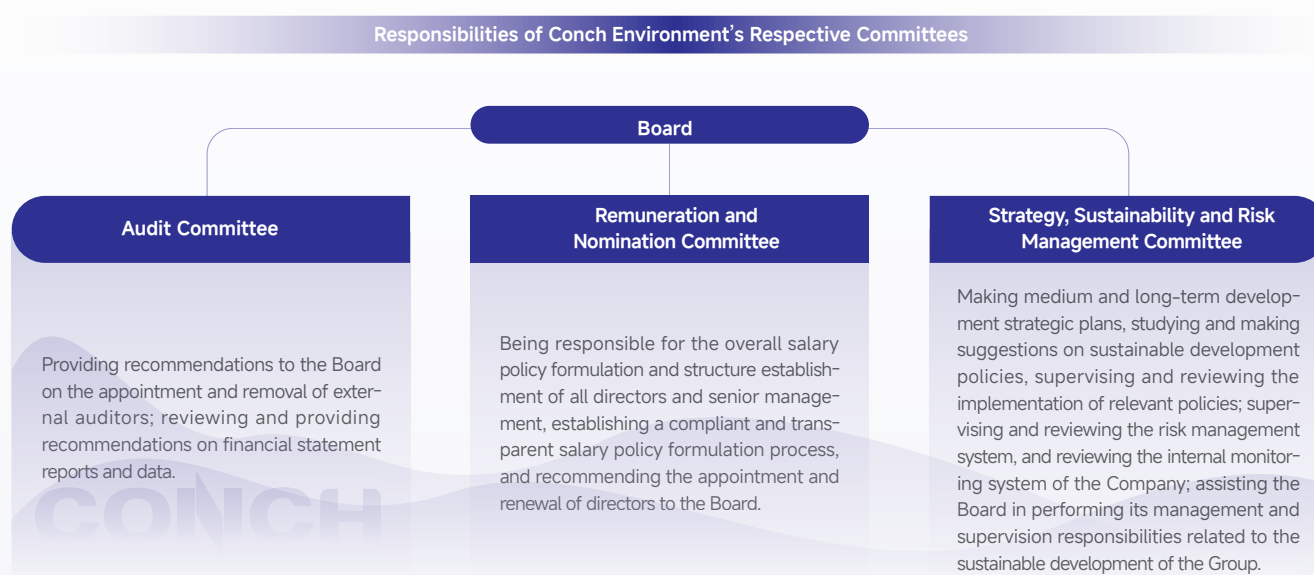 Responsibilities of Conch Environment’s Respective Committees
Board
Audit Committee
Providing recommendations to the Board
on the appointment and removal of exter-
nal auditors; reviewing and providing
recommendations on financial statement
reports and data.
CONCH
Remuneration and
Nomination Committee
Being responsible for the overall salary
policy formulation and structure establish-
ment of all directors and senior manage-
ment, establishing a compliant and trans-
parent salary policy formulation process,
and recommending the appointment and
renewal of directors to the Board.
Strategy, Sustainability and Risk
Management Committee
Making medium and long-term develop-
ment strategic plans, studying and making
suggestions on sustainable development
policies, supervising and reviewing the
implementation of relevant policies; super-
vising and reviewing the risk management
system, and reviewing the internal monitor-
ing system of the Company; assisting the
Board in performing its management and
supervision responsibilities related to the
sustainable development of the Group.